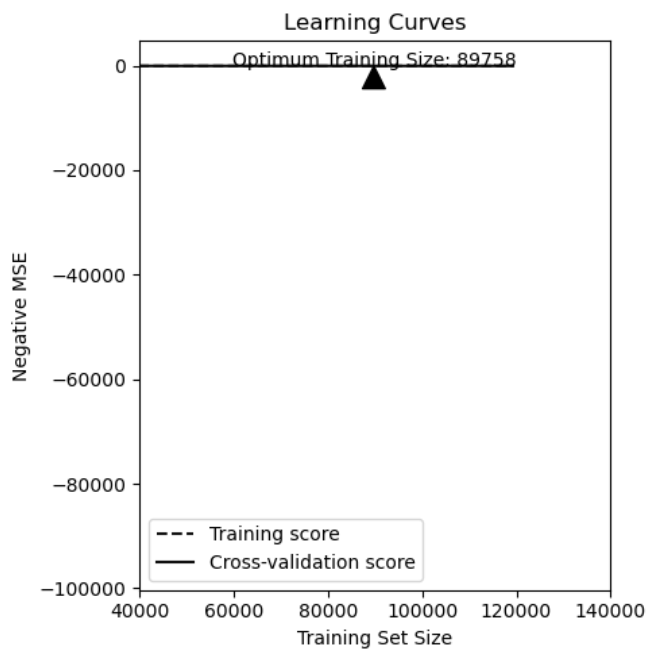 Learning Curves
Optimum Training Size: 89758
0
−20000
−40000
−60000
−80000
−100000
Negative MSE
Training score
Cross-validation score
40000 60000 80000 100000 120000 140000
Training Set Size